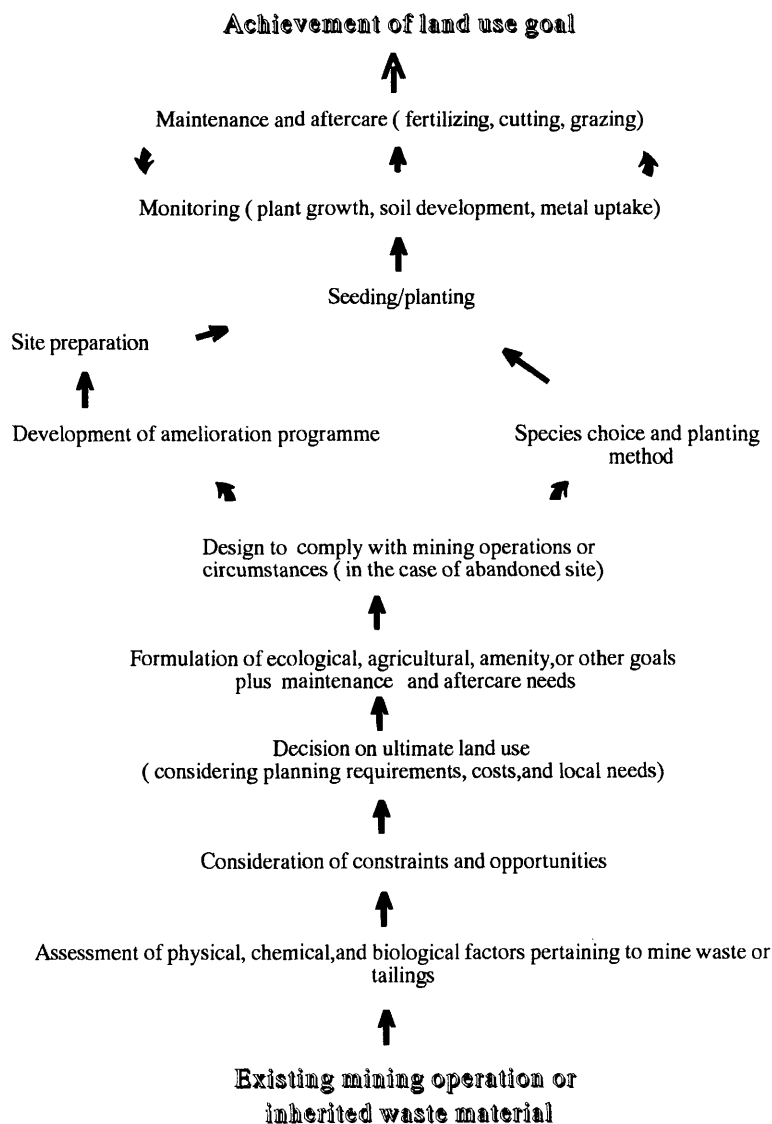 Achievement of land use goal
Maintenance and aftercare ( fertilizing, cutting, grazing)
Monitoring ( plant growth, soil development, metal uptake)
Seeding/planting
Site preparation
Development of amelioration programme
Species choice and planting
method
Design to comply with mining operations or
circumstances ( in the case of abandoned site)
Formulation of ecological, agricultural, amenity,or other goals
plus maintenance and aftercare needs
Decision on ultimate land use
( considering planning requirements, costs,and local needs)
Consideration of constraints and opportunities
Assessment of physical, chemical,and biological factors pertaining to mine waste or
tailings
Existing mining operation or
inherited waste material